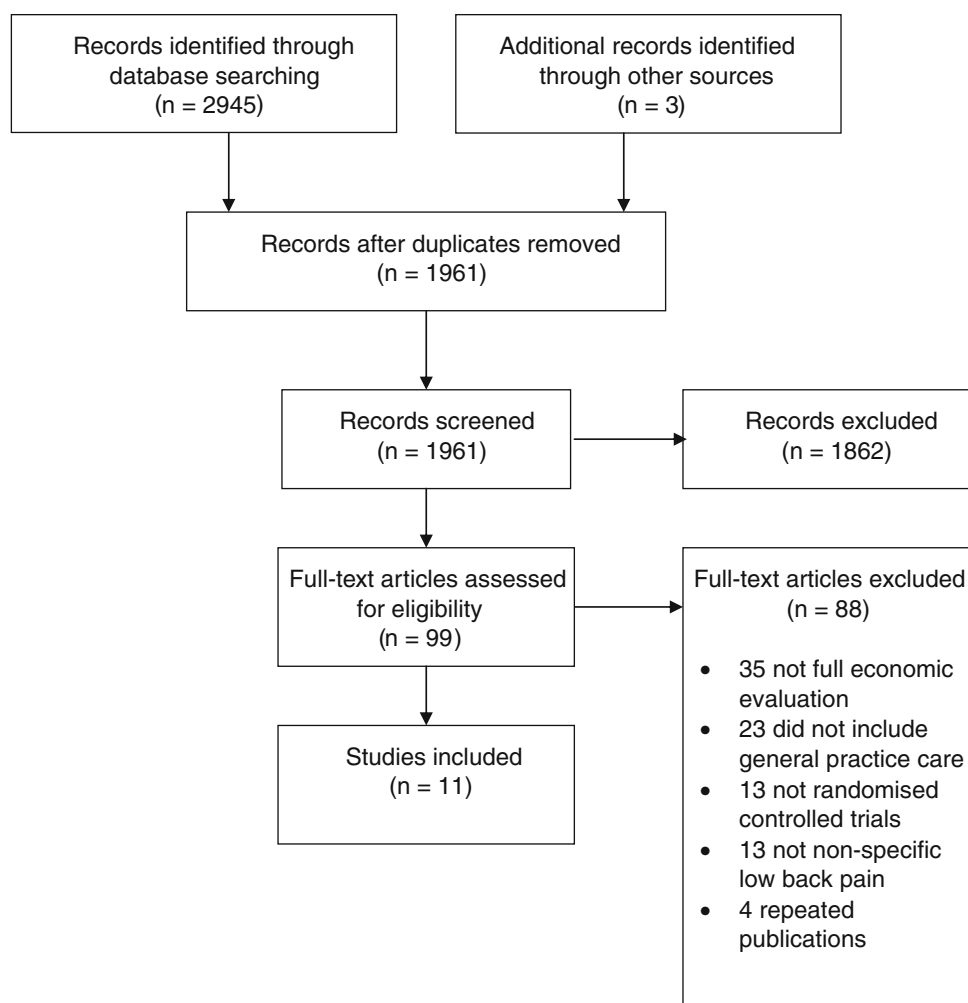 Records identified through
database searching
(n = 2945)
Additional records identified
through other sources
(n = 3)
Records after duplicates removed
(n = 1961)
Records screened
(n = 1961)
Records excluded
(n = 1862)
Full-text articles assessed
for eligibility
(n = 99)
Full-text articles excluded
(n = 88)
• 35 not full economic
evaluation
• 23 did not include
general practice care
• 13 not randomised
controlled trials
• 13 not non-specific
low back pain
• 4 repeated
publications
Studies included
(n = 11)